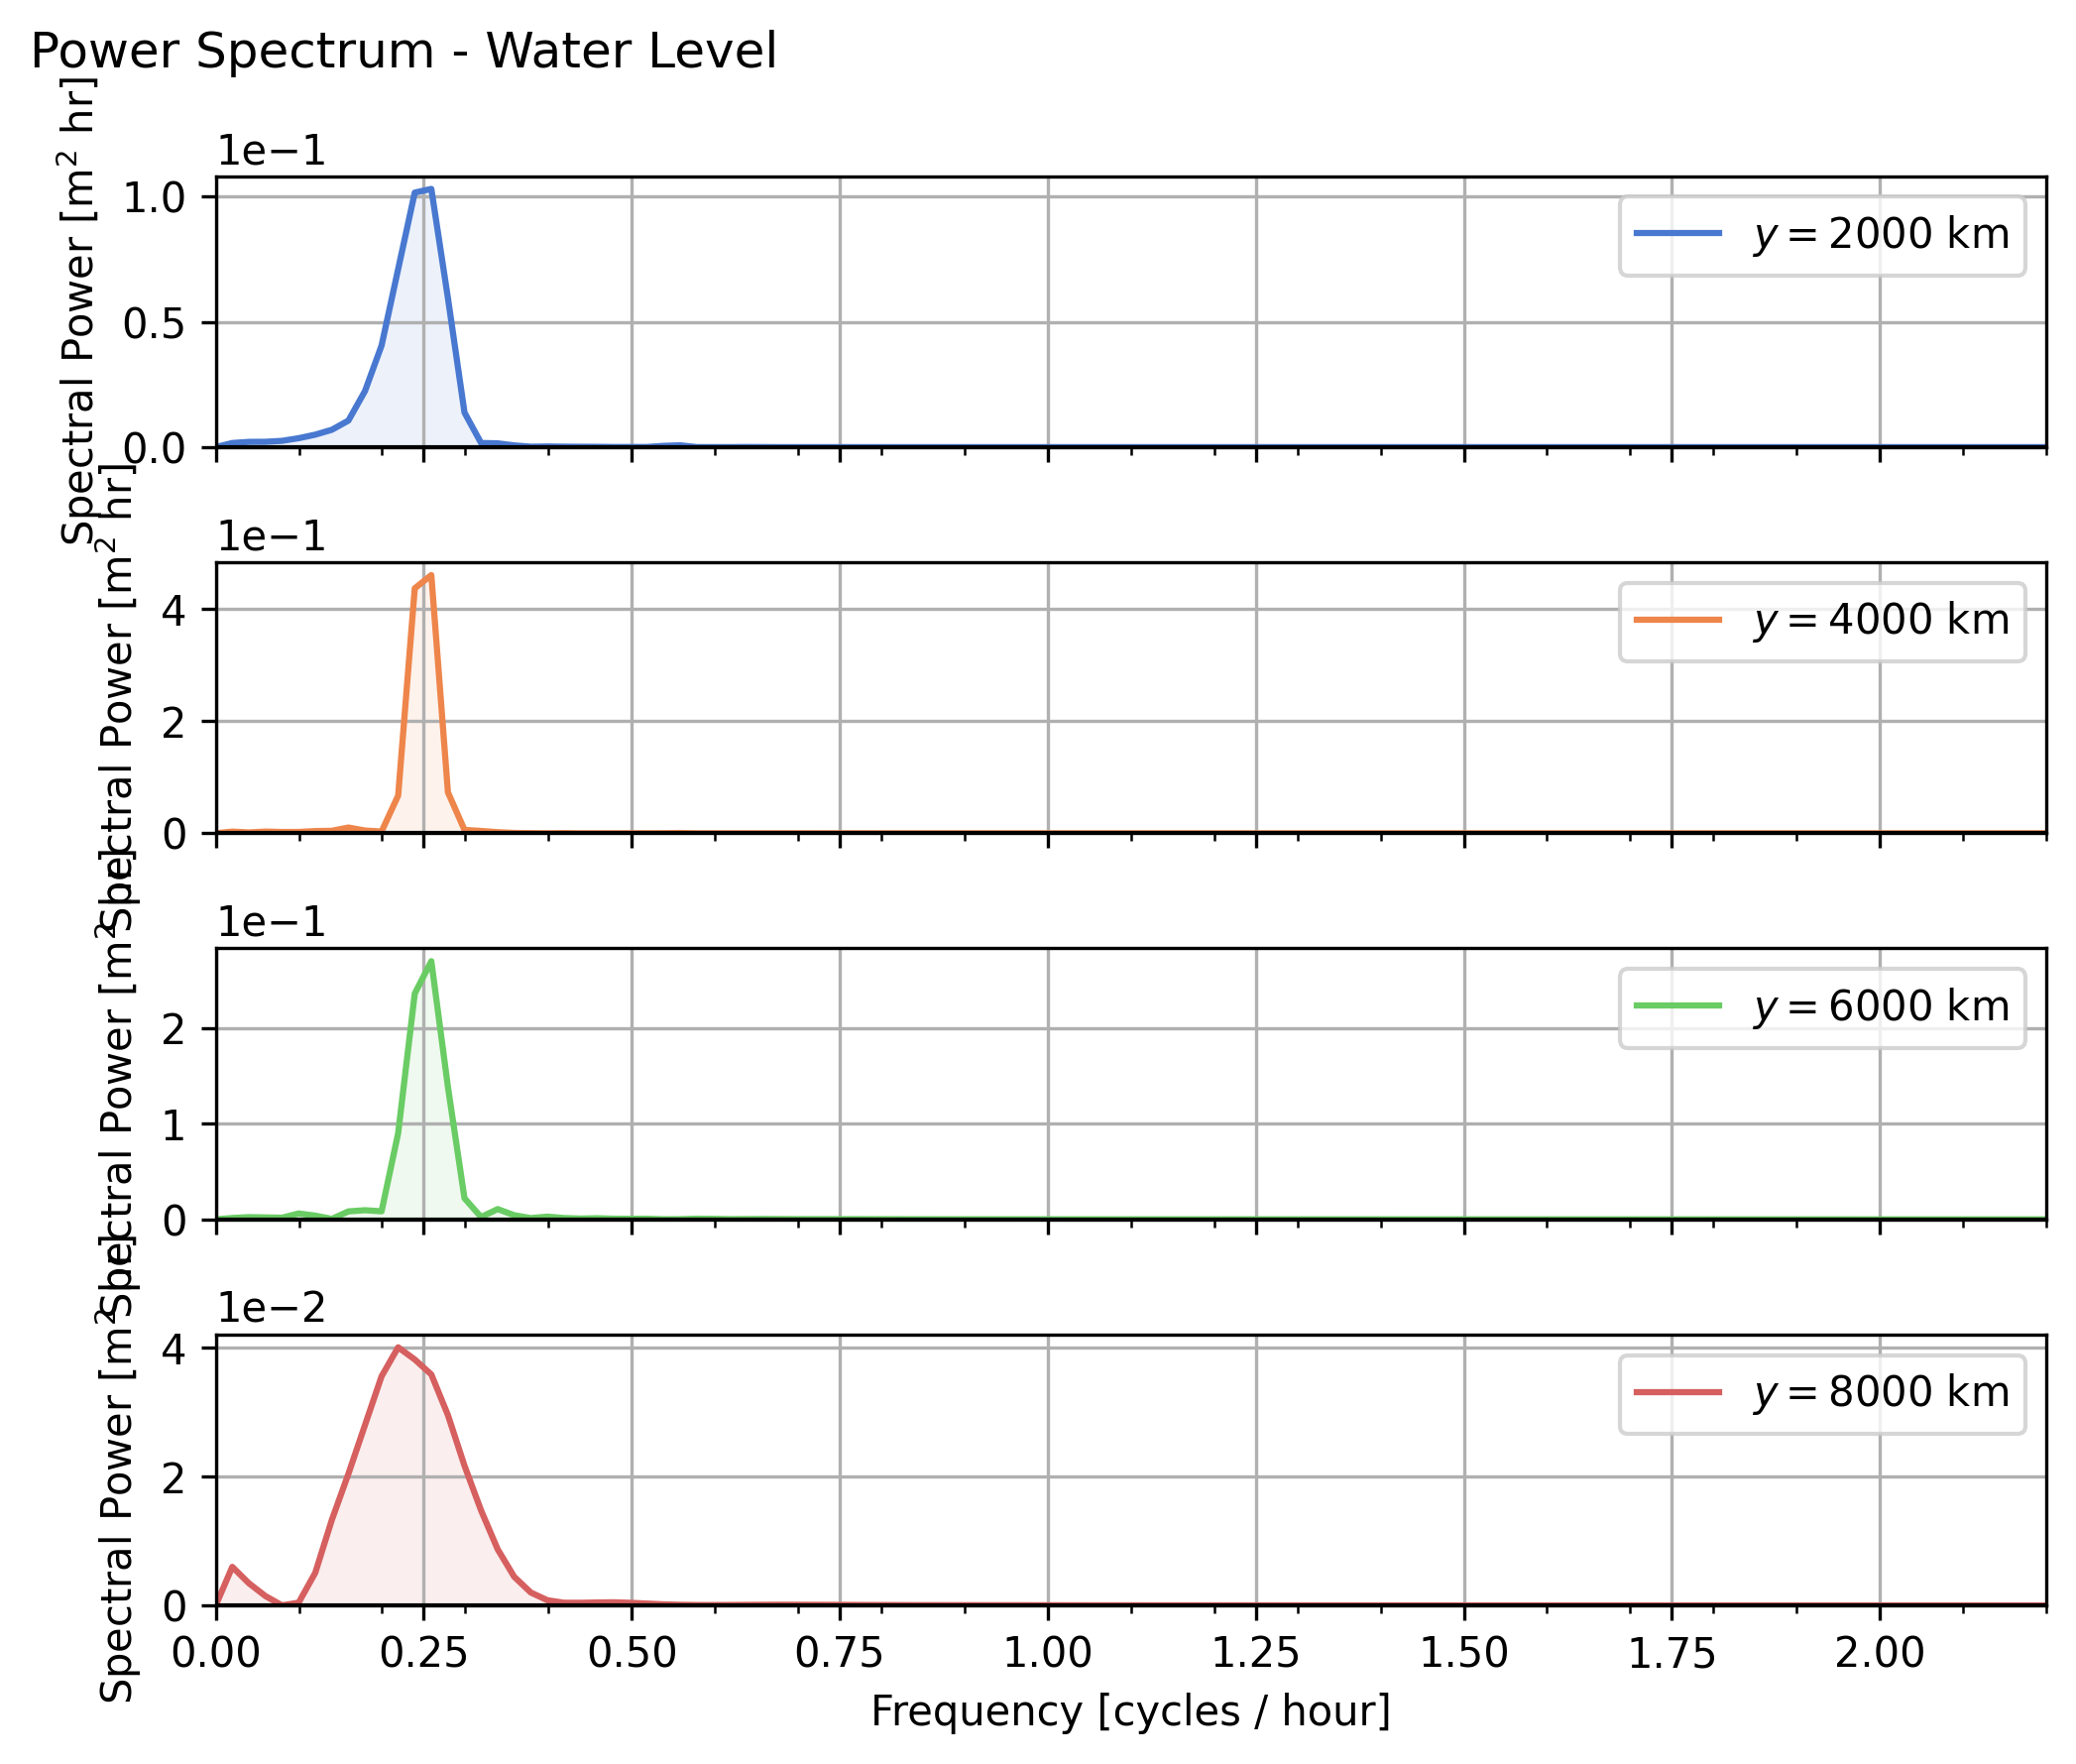 Power Spectrum - Water Level
1e−1
Spectral Power [m² hr]
1.0
0.5
0.0
y = 2000 km
1e−1
Spectral Power [m² hr]
4
2
0
y = 4000 km
1e−1
Spectral Power [m²
2
1
0
y = 6000 km
1e−2
Spectral Power [m²
4
2
0
y = 8000 km
0.00 0.25 0.50 0.75 1.00 1.25 1.50 1.75 2.00
Frequency [cycles / hour]